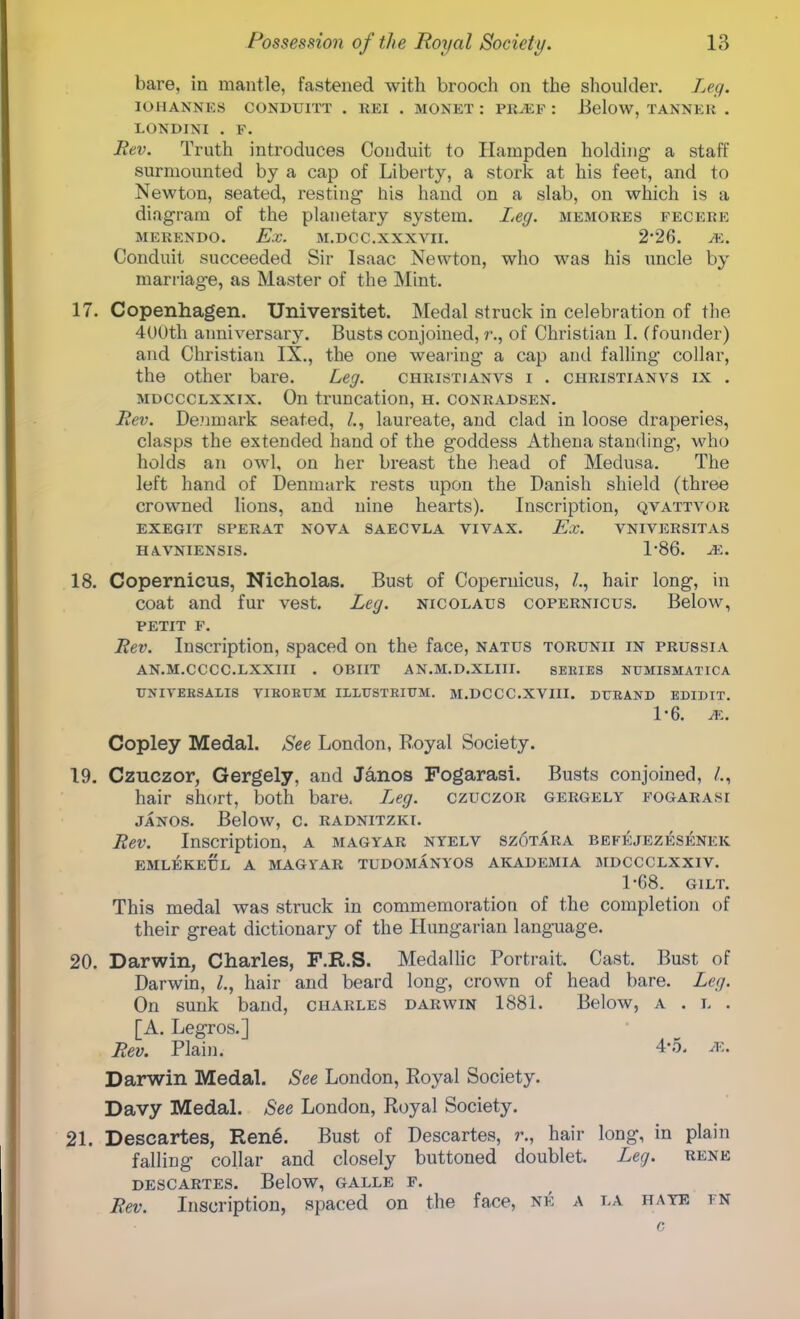 Possession of the Royal Society. 13
bare, in mantle, fastened with brooch on the shoulder. Leg.
IOHANNES CONDUITT . REI . MONET : PRÆF : Below, TANNER .
LONDINI . F.
Rev. Truth introduces Conduit to Hampden holding a staff
surmounted by a cap of Liberty, a stork at his feet, and to
Newton, seated, resting his hand on a slab, on which is a
diagram of the planetary system. Leg. MEMORES FECERE
MERENDO. Ex. M.DCC.XXXVII. 2·26. Æ.
Conduit succeeded Sir Isaac Newton, who was his uncle by
marriage, as Master of the Mint.
17. Copenhagen. Universitet. Medal struck in celebration of the
400th anniversary. Busts conjoined, r., of Christian I. (founder)
and Christian IX., the one wearing a cap and falling collar,
the other bare. Leg. CHRISTIANVS I . CHRISTIANVS IX .
MDCCCLXXIX. On truncation, H. CONRADSEN.
Rev. Denmark seated, l., laureate, and clad in loose draperies,
clasps the extended hand of the goddess Athena standing, who
holds an owl, on her breast the head of Medusa. The
left hand of Denmark rests upon the Danish shield (three
crowned lions, and nine hearts). Inscription, QVATTVOR
EXEGIT SPERAT NOVA SAECVLA VIVAX. Ex. VNIVERSITAS
HAVNIENSIS. 1·86. Æ.
18. Copernicus, Nicholas. Bust of Copernicus, l., hair long, in
coat and fur vest. Leg. NICOLAUS COPERNICUS. Below,
PETIT F.
Rev. Inscription, spaced on the face, NATUS TORUNII IN PRUSSIA
AN.M.CCCC.LXXIII . OBIIT AN.M.D.XLIII. SERIES NUMISMATICA
UNIVERSALIS VIRORUM ILLUSTRIUM. M.DCCC.XVIII. DURAND EDIDIT.
1·6. Æ.
Copley Medal. See London, Royal Society.
19. Czuczor, Gergely, and János Fogarasi. Busts conjoined, l.,
hair short, both bare. Leg. CZUCZOR GERGELY FOGARASI
JÁNOS. Below, C. RADNITZKI.
Rev. Inscription, A MAGYAR NYELV SZÓTÁRA BEFÉJEZÉSÉNEK
EMLÉKEÜL A MAGYAR TUDOMÁNYOS AKADEMIA MDCCCLXXIV.
1·68. GILT.
This medal was struck in commemoration of the completion of
their great dictionary of the Hungarian language.
20. Darwin, Charles, F.R.S. Medallic Portrait. Cast. Bust of
Darwin, l., hair and beard long, crown of head bare. Leg.
On sunk band, CHARLES DARWIN 1881. Below, A . L .
[A. Legros.]
Rev. Plain. 4·5. Æ.
Darwin Medal. See London, Royal Society.
Davy Medal. See London, Royal Society.
21. Descartes, René. Bust of Descartes, r., hair long, in plain
falling collar and closely buttoned doublet. Leg. RENE
DESCARTES. Below, GALLE F.
Rev. Inscription, spaced on the face, NÉ A LA HAYE EN
C